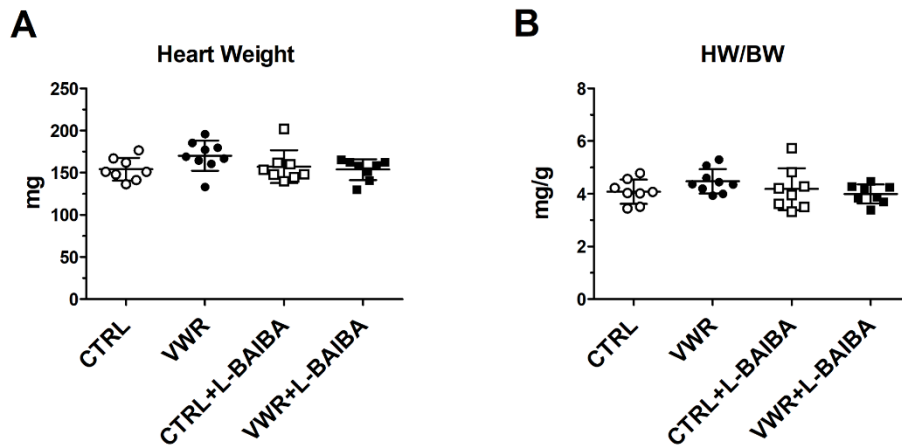 A
Heart Weight
mg
250
200
150
100
50
0
CTRL
VWR
CTRL+L-BAIBA
VWR+L-BAIBA
B
HW/BW
mg/g
8
6
4
2
0
CTRL
VWR
CTRL+L-BAIBA
VWR+L-BAIBA